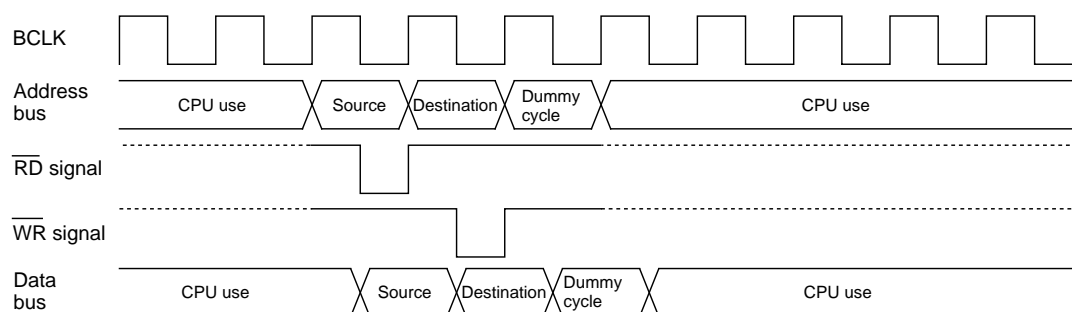 BCLK
Address
bus
CPU use
Source
Destination
Dummy
cycle
CPU use
RD signal
WR signal
Data
bus
CPU use
Source
Destination
Dummy
cycle
CPU use